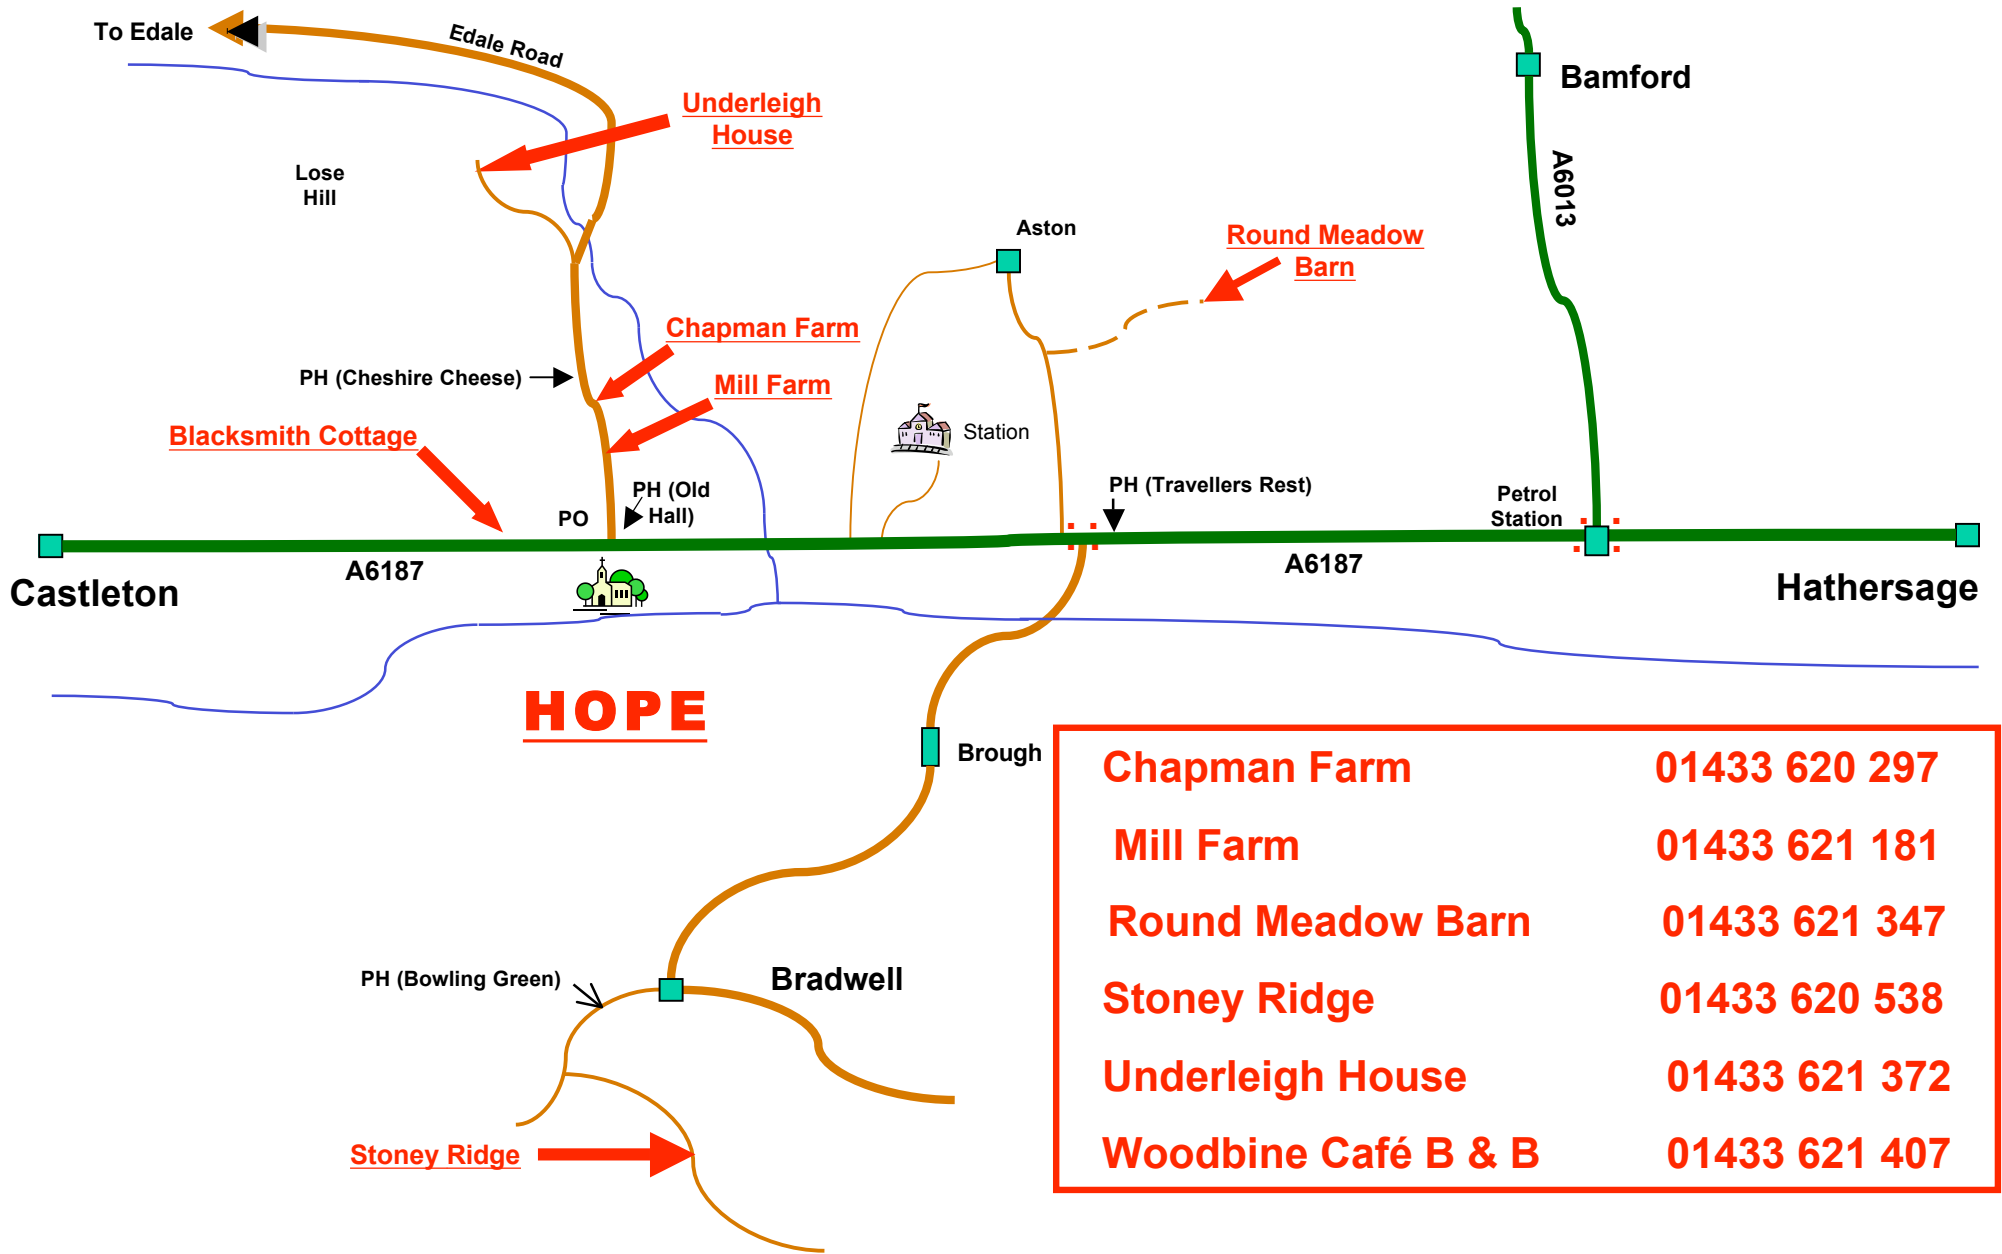 To Edale
Edale Road
Bamford
Underleigh
House
A6013
Lose
Hill
Aston
Round Meadow
Barn
Chapman Farm
PH (Cheshire Cheese)
Mill Farm
Blacksmith Cottage
Station
PH (Old
Hall)
PO
PH (Travellers Rest)
Petrol
Station
A6187
A6187
Castleton
Hathersage
HOPE
Brough
Chapman Farm 01433 620 297
Mill Farm 01433 621 181
Round Meadow Barn 01433 621 347
Stoney Ridge 01433 620 538
Underleigh House 01433 621 372
Woodbine Café B & B 01433 621 407
PH (Bowling Green)
Bradwell
Stoney Ridge